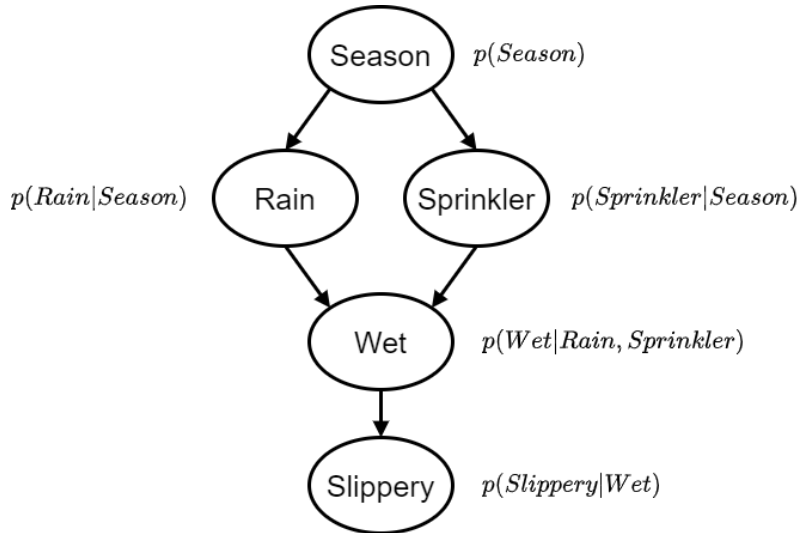 Season
p(Season)
p(Rain|Season)
Rain
Sprinkler
p(Sprinkler|Season)
Wet
p(Wet|Rain, Sprinkler)
Slippery
p(Slippery|Wet)